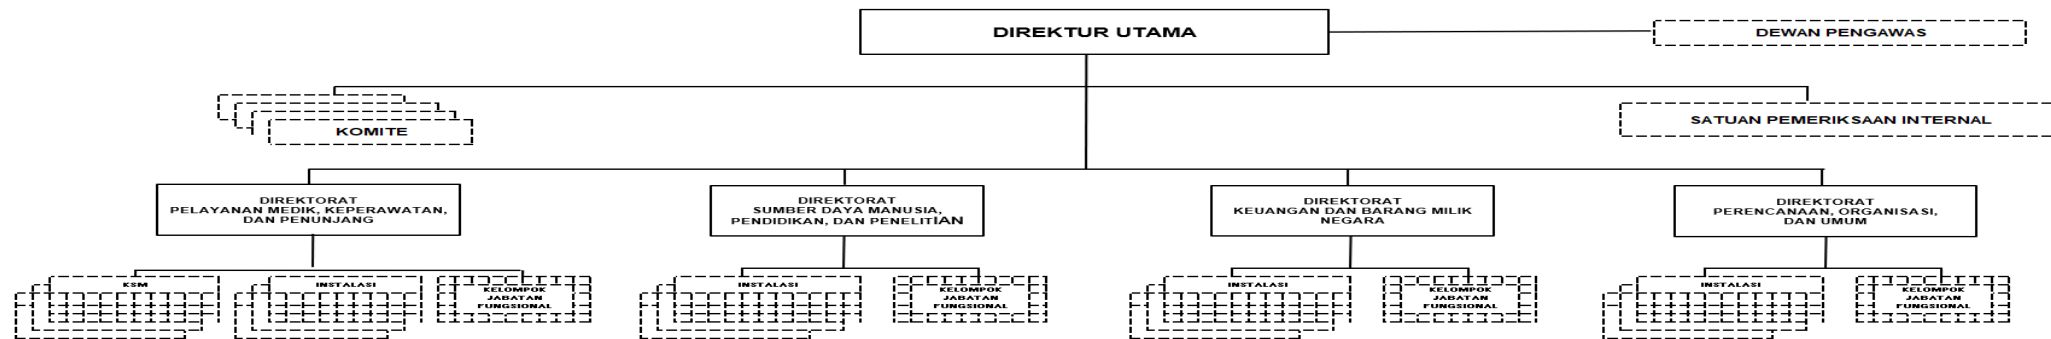 DIREKTUR UTAMA
DEWAN PENGAWAS
KOMITE
SATUAN PEMERIKSAAN INTERNAL
DIREKTORAT
PELAYANAN MEDIK, KEPERAWATAN,
DAN PENUNJANG
DIREKTORAT
SUMBER DAYA MANUSIA,
PENDIDIKAN, DAN PENELITIAN
DIREKTORAT
KEUANGAN DAN BARANG MILIK
NEGARA
DIREKTORAT
PERENCANAAN, ORGANISASI,
DAN UMUM
KSM
INSTALASI
KELOMPOK
JABATAN
FUNGSIONAL
INSTALASI
KELOMPOK
JABATAN
FUNGSIONAL
INSTALASI
KELOMPOK
JABATAN
FUNGSIONAL
INSTALASI
KELOMPOK
JABATAN
FUNGSIONAL